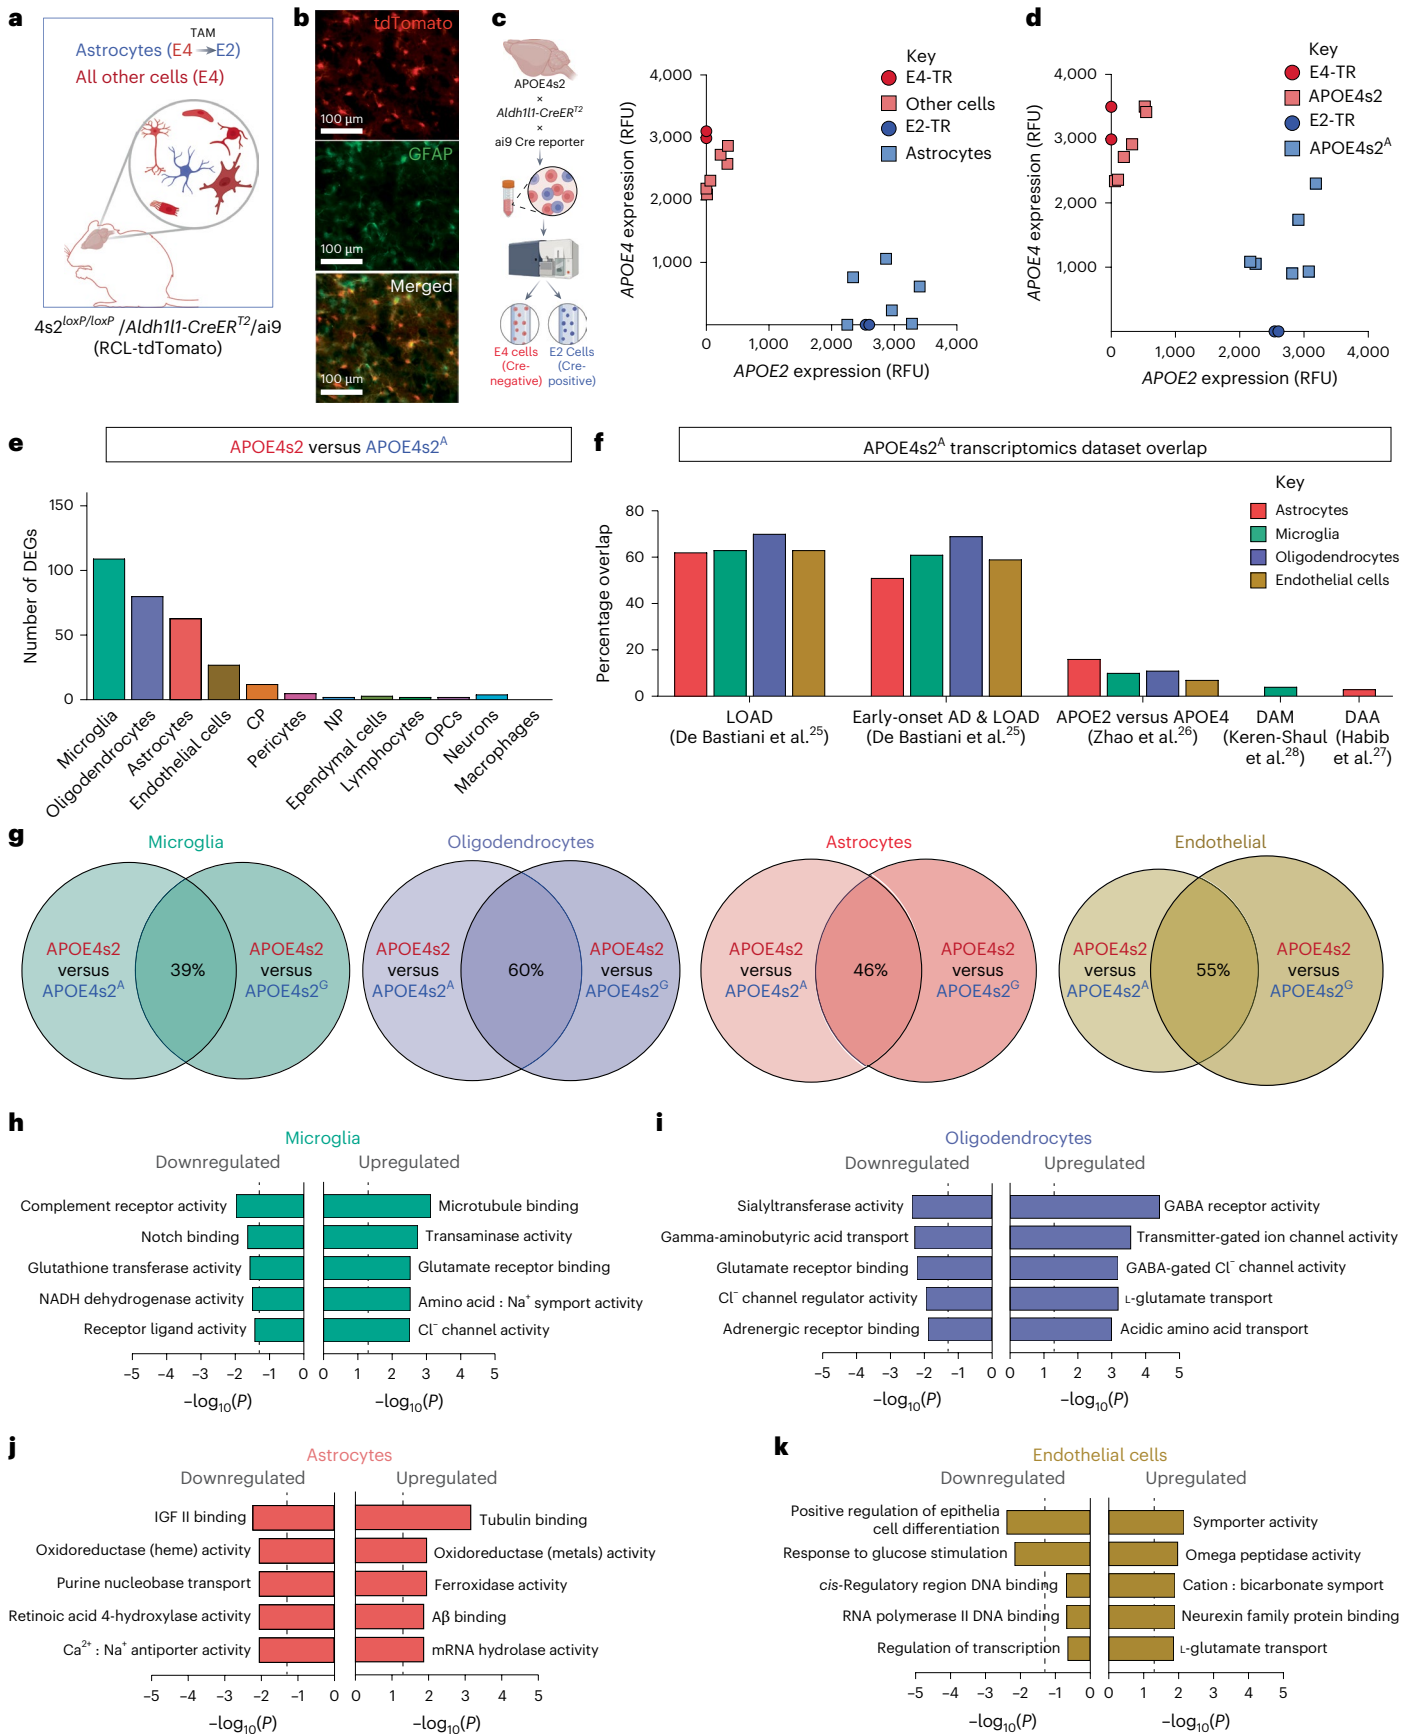 a
TAM
Astrocytes (E4 → E2)
All other cells (E4)
4s2loxP/loxP /Aldh1l1-CreERT2/ai9
(RCL-tdTomato)
b
tdTomato
100 µm
GFAP
100 µm
Merged
100 µm
c
APOE4s2
×
Aldh1l1-CreERT2
×
ai9 Cre reporter
E4 cells
(Cre-
negative)
E2 Cells
(Cre-
positive)
Key
E4-TR
Other cells
E2-TR
Astrocytes
4,000
3,000
2,000
1,000
APOE4 expression (RFU)
0
1,000
2,000
3,000
4,000
APOE2 expression (RFU)
d
Key
E4-TR
APOE4s2
E2-TR
APOE4s2A
4,000
3,000
2,000
1,000
APOE4 expression (RFU)
0
1,000
2,000
3,000
4,000
APOE2 expression (RFU)
e
APOE4s2 versus APOE4s2A
Number of DEGs
150
100
50
0
Microglia
Oligodendrocytes
Astrocytes
Endothelial cells
CP
Pericytes
NP
Ependymal cells
Lymphocytes
OPCs
Neurons
Macrophages
f
APOE4s2A transcriptomics dataset overlap
Key
Astrocytes
Microglia
Oligodendrocytes
Endothelial cells
Percentage overlap
80
60
40
20
0
LOAD
(De Bastiani et al.25)
Early-onset AD & LOAD
(De Bastiani et al.25)
APOE2 versus APOE4
(Zhao et al.26)
DAM
(Keren-Shaul
et al.28)
DAA
(Habib
et al.27)
g
Microglia
APOE4s2
versus
APOE4s2A
39%
APOE4s2
versus
APOE4s2G
Oligodendrocytes
APOE4s2
versus
APOE4s2A
60%
APOE4s2
versus
APOE4s2G
Astrocytes
APOE4s2
versus
APOE4s2A
46%
APOE4s2
versus
APOE4s2G
Endothelial
APOE4s2
versus
APOE4s2A
55%
APOE4s2
versus
APOE4s2G
h
Microglia
Downregulated
Upregulated
Complement receptor activity
Notch binding
Glutathione transferase activity
NADH dehydrogenase activity
Receptor ligand activity
Microtubule binding
Transaminase activity
Glutamate receptor binding
Amino acid : Na+ symport activity
Cl− channel activity
−5 −4 −3 −2 −1 0
0 1 2 3 4 5
−log10(P)
−log10(P)
i
Oligodendrocytes
Downregulated
Upregulated
Sialyltransferase activity
Gamma-aminobutyric acid transport
Glutamate receptor binding
Cl− channel regulator activity
Adrenergic receptor binding
GABA receptor activity
Transmitter-gated ion channel activity
GABA-gated Cl− channel activity
L-glutamate transport
Acidic amino acid transport
−5 −4 −3 −2 −1 0
0 1 2 3 4 5
−log10(P)
−log10(P)
j
Astrocytes
Downregulated
Upregulated
IGF II binding
Oxidoreductase (heme) activity
Purine nucleobase transport
Retinoic acid 4-hydroxylase activity
Ca2+ : Na+ antiporter activity
Tubulin binding
Oxidoreductase (metals) activity
Ferroxidase activity
Aβ binding
mRNA hydrolase activity
−5 −4 −3 −2 −1 0
0 1 2 3 4 5
−log10(P)
−log10(P)
k
Endothelial cells
Downregulated
Upregulated
Positive regulation of epithelia
cell differentiation
Response to glucose stimulation
cis-Regulatory region DNA binding
RNA polymerase II DNA binding
Regulation of transcription
Symporter activity
Omega peptidase activity
Cation : bicarbonate symport
Neurexin family protein binding
L-glutamate transport
−5 −4 −3 −2 −1 0
0 1 2 3 4 5
−log10(P)
−log10(P)